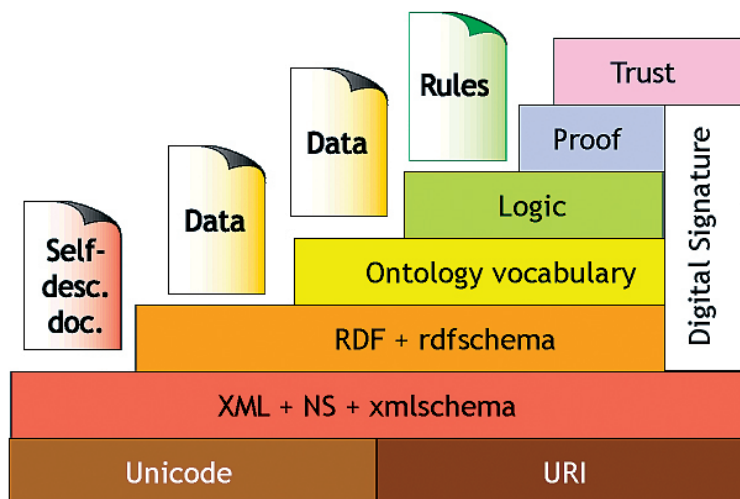 Rules
Trust
Data
Proof
Data
Logic
Self-
desc.
doc.
Ontology vocabulary
Digital Signature
RDF + rdfschema
XML + NS + xmlschema
Unicode
URI